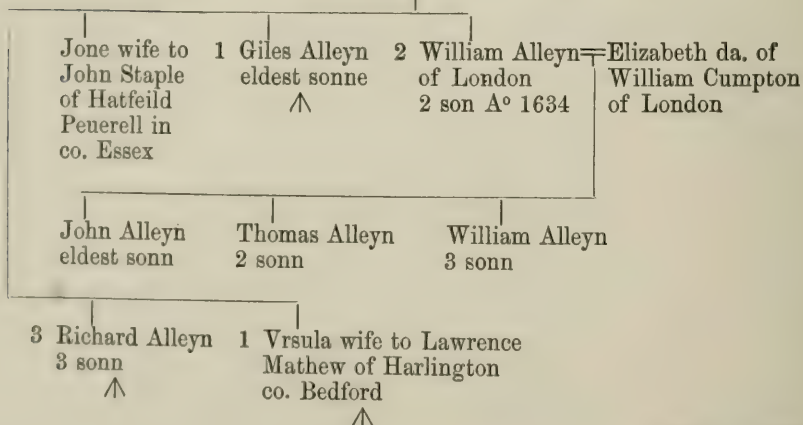 Jone wife to
John Staple
of Hatfeild
Peuerell in
co. Essex
1 Giles Alleyn
eldest sonne
2 William Alleyn
of London
2 son Aº 1634
Elizabeth da. of
William Cumpton
of London
John Alleyn
eldest sonn
Thomas Alleyn
2 sonn
William Alleyn
3 sonn
3 Richard Alleyn
3 sonn
1 Vrsula wife to Lawrence
Mathew of Harlington
co. Bedford